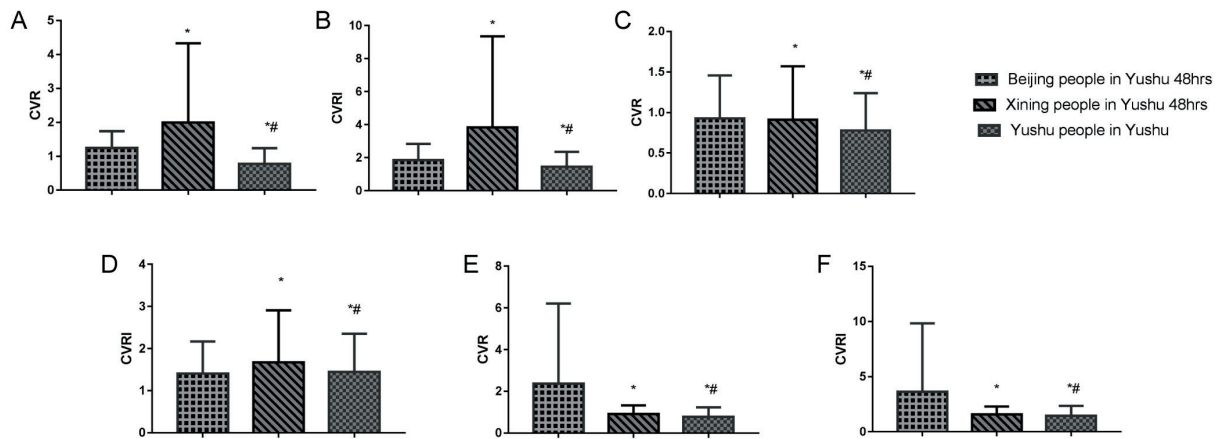 A
CVR
5
4
3
2
1
0
*
*#
B
CVRI
10
8
6
4
2
0
*
*#
C
CVR
2.0
1.5
1.0
0.5
0.0
*
*#
Beijing people in Yushu 48hrs
Xining people in Yushu 48hrs
Yushu people in Yushu
D
CVRI
4
3
2
1
0
*
*#
E
CVR
8
6
4
2
0
*
*#
F
CVRI
15
10
5
0
*
*#